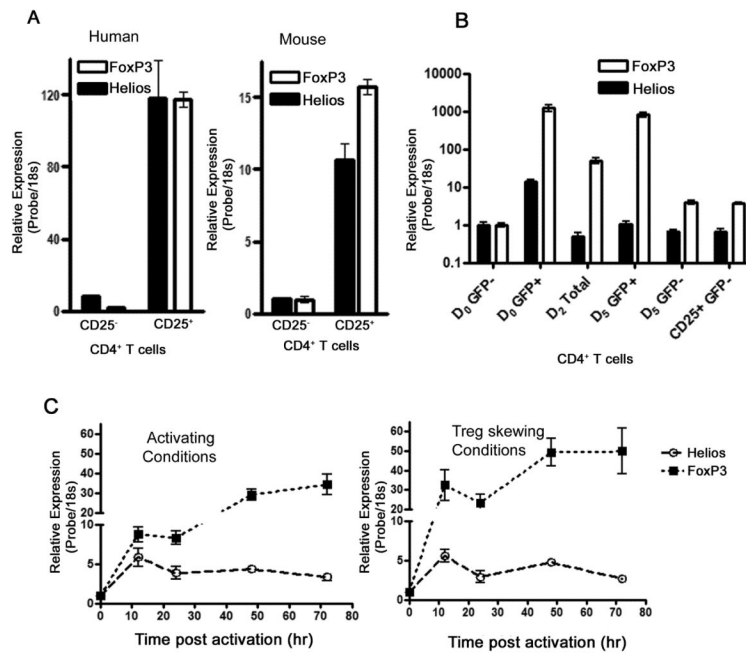 A
Human
Mouse
FoxP3
Helios
FoxP3
Helios
Relative Expression
(Probe/18s)
120
80
40
0
CD25-
CD25+
CD4+ T cells
Relative Expression
(Probe/18s)
15
10
5
0
CD25-
CD25+
CD4+ T cells
B
FoxP3
Helios
Relative Expression
(Probe/18s)
10000
1000
100
10
1
0.1
D0 GFP-
D0 GFP+
D2 Total
D5 GFP+
D5 GFP-
CD25+ GFP-
CD4+ T cells
C
Activating
Conditions
Relative Expression
(Probe/18s)
60
50
40
30
20
10
5
0
0 10 20 30 40 50 60 70 80
Time post activation (hr)
Treg skewing
Conditions
Relative Expression
(Probe/18s)
60
50
40
30
20
10
5
0
0 10 20 30 40 50 60 70 80
Time post activation (hr)
Helios
FoxP3